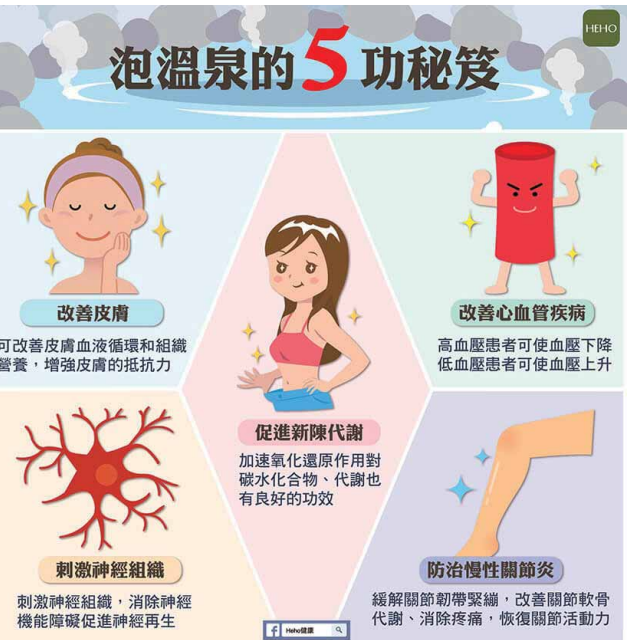 HEHO
泡溫泉的5功秘笈
改善皮膚
可改善皮膚血液循環和組織
營養，增強皮膚的抵抗力
改善心血管疾病
高血壓患者可使血壓下降
低血壓患者可使血壓上升
促進新陳代謝
加速氧化還原作用對
碳水化合物、代謝也
有良好的功效
刺激神經組織
刺激神經組織，消除神經
機能障礙促進神經再生
防治慢性關節炎
緩解關節韌帶緊繃，改善關節軟骨
代謝、消除疼痛，恢復關節活動力
f Heho健康